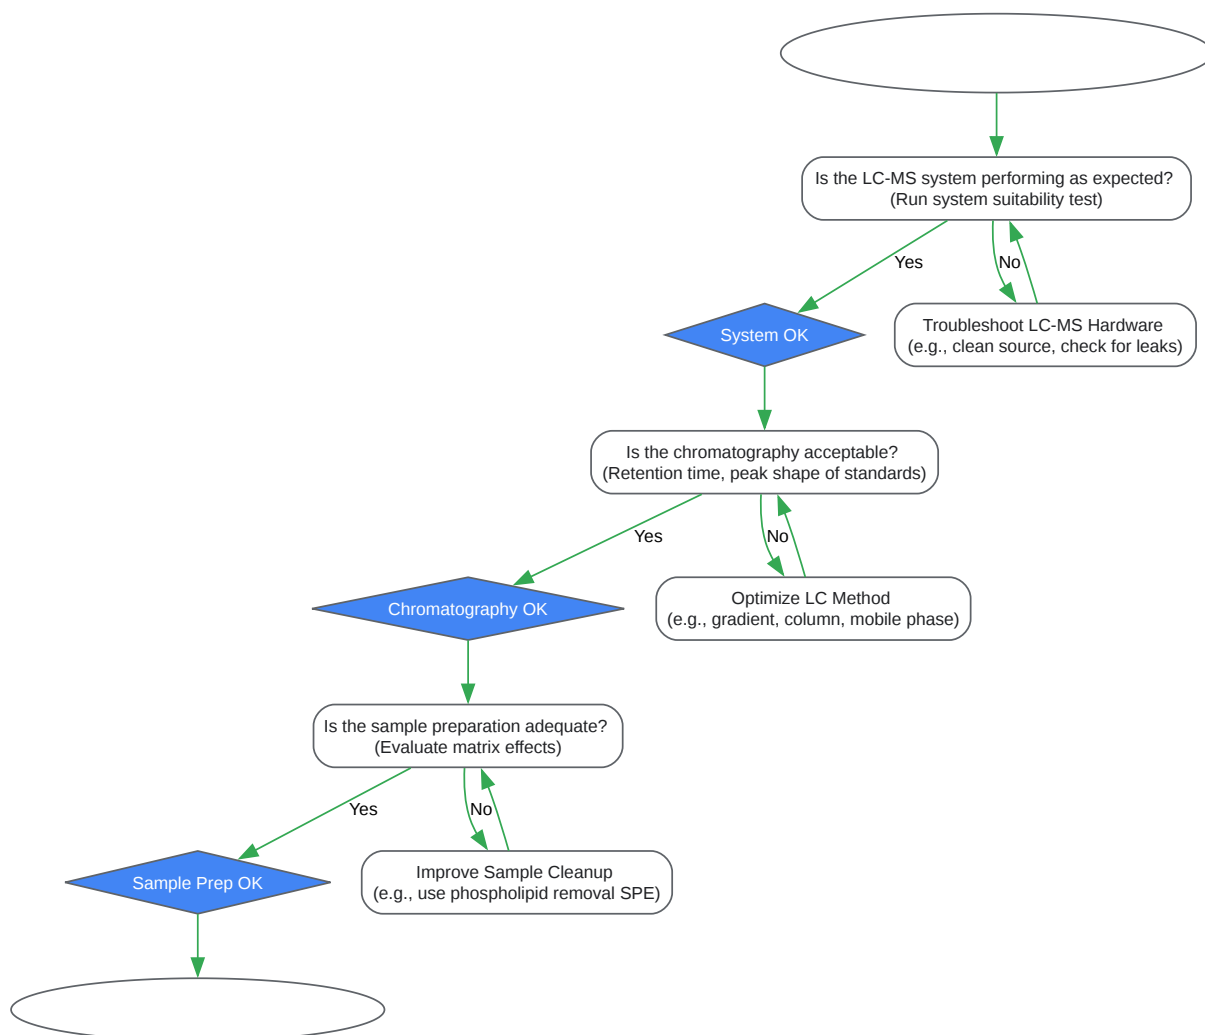 Is the LC-MS system performing as expected?
(Run system suitability test)
Yes
No
System OK
Troubleshoot LC-MS Hardware
(e.g., clean source, check for leaks)
Is the chromatography acceptable?
(Retention time, peak shape of standards)
Yes
No
Chromatography OK
Optimize LC Method
(e.g., gradient, column, mobile phase)
Is the sample preparation adequate?
(Evaluate matrix effects)
Yes
No
Sample Prep OK
Improve Sample Cleanup
(e.g., use phospholipid removal SPE)